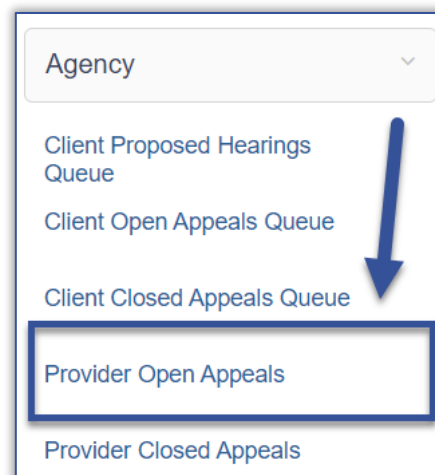 Agency
Client Proposed Hearings
Queue
Client Open Appeals Queue
Client Closed Appeals Queue
Provider Open Appeals
Provider Closed Appeals